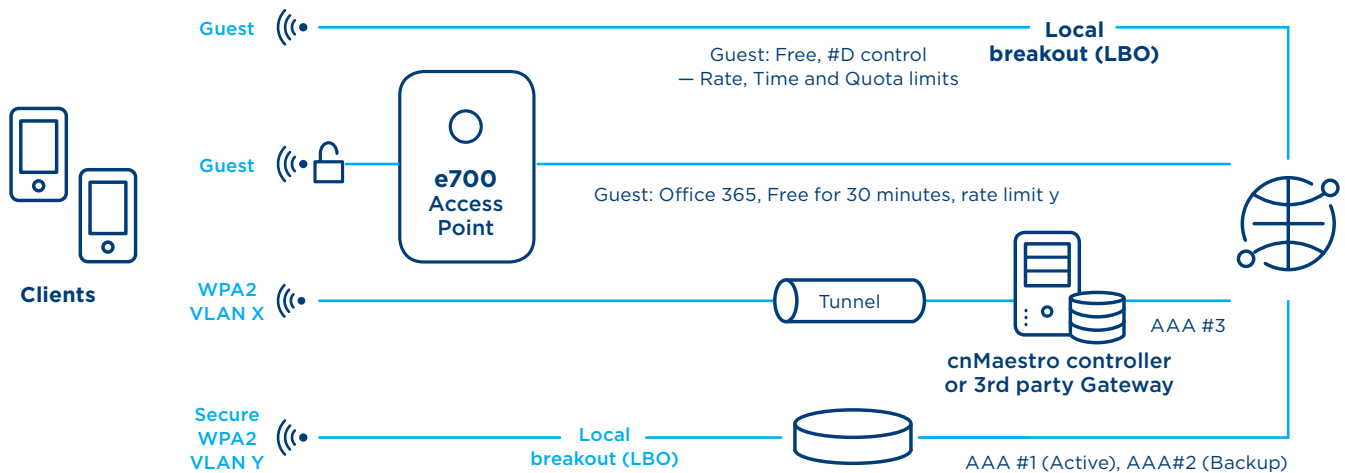 Guest
Local
breakout (LBO)
Guest: Free, #D control
— Rate, Time and Quota limits
Guest
e700
Access
Point
Guest: Office 365, Free for 30 minutes, rate limit y
Clients
WPA2
VLAN X
Tunnel
AAA #3
cnMaestro controller
or 3rd party Gateway
Secure
WPA2
VLAN Y
Local
breakout (LBO)
AAA #1 (Active), AAA#2 (Backup)